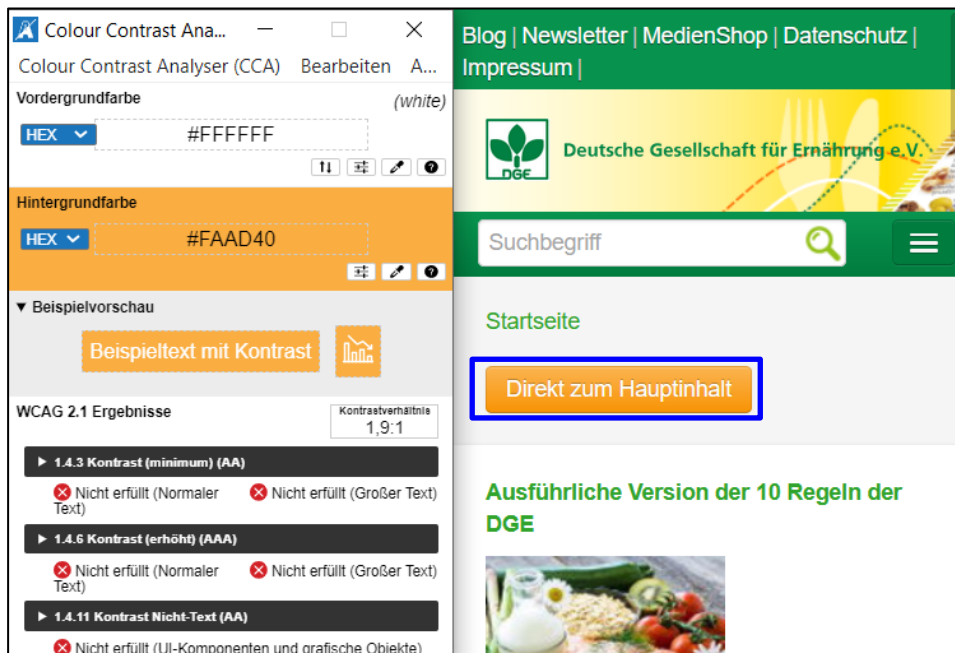 Colour Contrast Ana...
Colour Contrast Analyser (CCA) Bearbeiten A...
Vordergrundfarbe
(white)
HEX #FFFFFF
Hintergrundfarbe
HEX #FAAD40
▼ Beispielvorschau
Beispieltext mit Kontrast
WCAG 2.1 Ergebnisse
Kontrastverhältnis
1,9:1
▶ 1.4.3 Kontrast (minimum) (AA)
Nicht erfüllt (Normaler
Text)
Nicht erfüllt (Großer Text)
▶ 1.4.6 Kontrast (erhöht) (AAA)
Nicht erfüllt (Normaler
Text)
Nicht erfüllt (Großer Text)
▶ 1.4.11 Kontrast Nicht-Text (AA)
Nicht erfüllt (UI-Komponenten und grafische Objekte)
Blog | Newsletter | MedienShop | Datenschutz |
Impressum |
DGE
Deutsche Gesellschaft für Ernährung e.V.
Suchbegriff
Startseite
Direkt zum Hauptinhalt
Ausführliche Version der 10 Regeln der
DGE